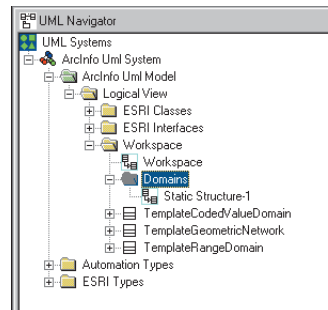 UML Navigator
UML Systems
ArcInfo Uml System
ArcInfo Uml Model
Logical View
ESRI Classes
ESRI Interfaces
Workspace
Workspace
Domains
Static Structure-1
TemplateCodedValueDomain
TemplateGeometricNetwork
TemplateRangeDomain
Automation Types
ESRI Types